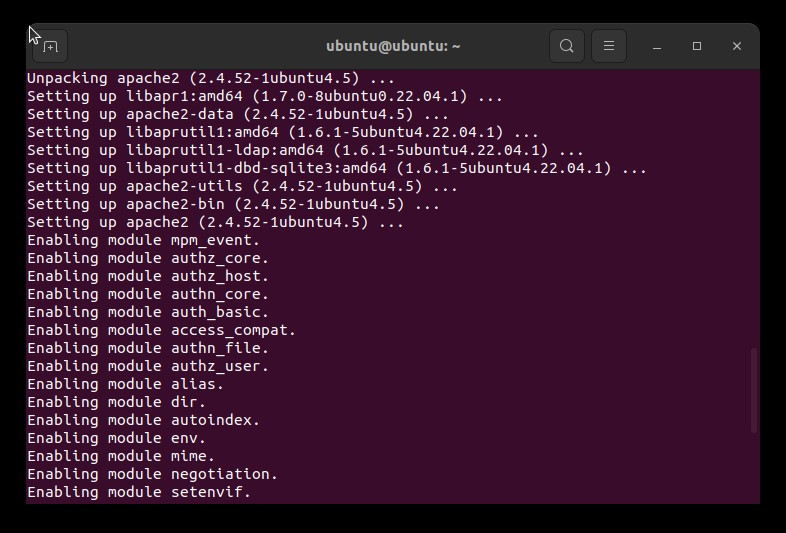 ubuntu@ubuntu: ~
Unpacking apache2 (2.4.52-1ubuntu4.5) ...
Setting up libapr1:amd64 (1.7.0-8ubuntu0.22.04.1) ...
Setting up apache2-data (2.4.52-1ubuntu4.5) ...
Setting up libaprutil1:amd64 (1.6.1-5ubuntu4.22.04.1) ...
Setting up libaprutil1-ldap:amd64 (1.6.1-5ubuntu4.22.04.1) ...
Setting up libaprutil1-dbd-sqlite3:amd64 (1.6.1-5ubuntu4.22.04.1) ...
Setting up apache2-utils (2.4.52-1ubuntu4.5) ...
Setting up apache2-bin (2.4.52-1ubuntu4.5) ...
Setting up apache2 (2.4.52-1ubuntu4.5) ...
Enabling module mpm_event.
Enabling module authz_core.
Enabling module authz_host.
Enabling module authn_core.
Enabling module auth_basic.
Enabling module access_compat.
Enabling module authn_file.
Enabling module authz_user.
Enabling module alias.
Enabling module dir.
Enabling module autoindex.
Enabling module env.
Enabling module mime.
Enabling module negotiation.
Enabling module setenvif.